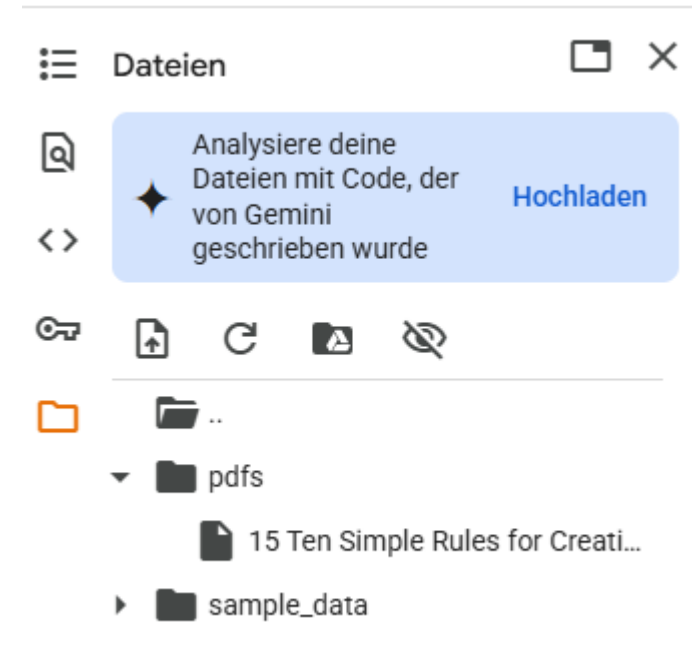 Dateien
Analysiere deine
Dateien mit Code, der
von Gemini
geschrieben wurde
Hochladen
..
pdfs
15 Ten Simple Rules for Creati...
sample_data